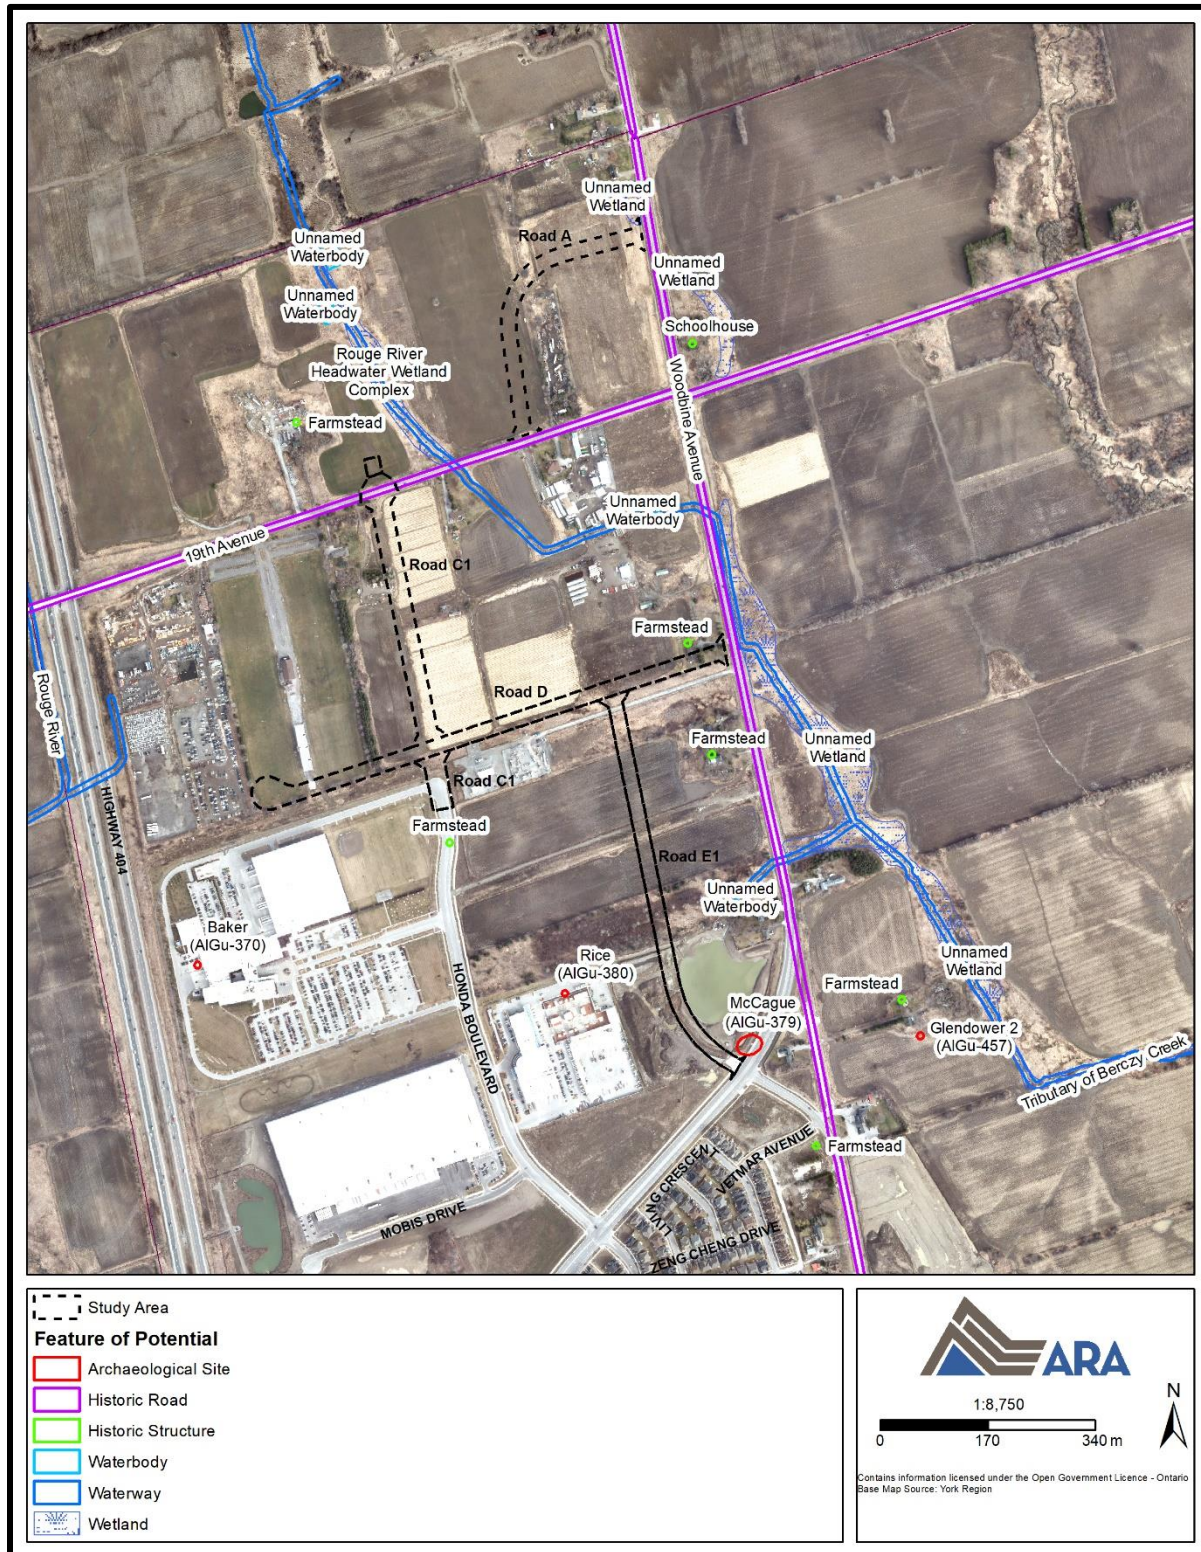 Unnamed
Wetland
Road A
Unnamed
Waterbody
Unnamed
Wetland
Unnamed
Waterbody
Schoolhouse
Rouge River
Headwater Wetland
Complex
Farmstead
Woodbine Avenue
19th Avenue
Unnamed
Waterbody
Road C1
Farmstead
Rouge River
Road D
Farmstead
Unnamed
Wetland
Road C1
HIGHWAY 404
Farmstead
Road E1
Unnamed
Waterbody
Baker
(AlGu-370)
Rice
(AlGu-380)
Unnamed
Wetland
HONDA BOULEVARD
Farmstead
McCague
(AlGu-379)
Glendower 2
(AlGu-457)
Tributary of Berczy Creek
Farmstead
LIVING CRESCENT
VETMAR AVENUE
MOBIS DRIVE
ZENG CHENG DRIVE
Study Area
Feature of Potential
Archaeological Site
Historic Road
Historic Structure
Waterbody
Waterway
Wetland
ARA
1:8,750
N
0 170 340 m
Contains information licensed under the Open Government Licence - Ontario
Base Map Source: York Region